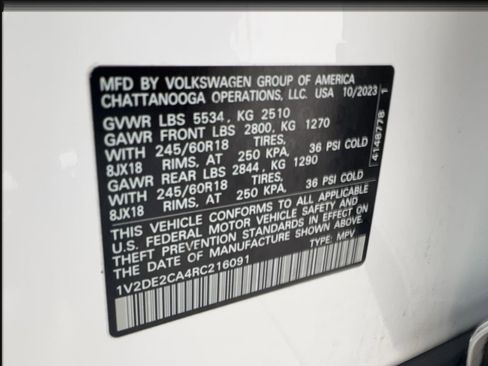 MFD BY VOLKSWAGEN GROUP OF AMERICA
CHATTANOOGA OPERATIONS, LLC. USA 10/2023
GVWR LBS 5534, KG 2510
GAWR FRONT LBS 2800, KG 1270
WITH 245/60R18 TIRES,
8JX18 RIMS, AT 250 KPA, 36 PSI COLD
GAWR REAR LBS 2844, KG 1290
WITH 245/60R18 TIRES,
8JX18 RIMS, AT 250 KPA, 36 PSI COLD
THIS VEHICLE CONFORMS TO ALL APPLICABLE
U.S. FEDERAL MOTOR VEHICLE SAFETY AND
THEFT PREVENTION STANDARDS IN EFFECT ON
THE DATE OF MANUFACTURE SHOWN ABOVE.
1V2DE2CA4RC216091 TYPE: MPV
4148778 1